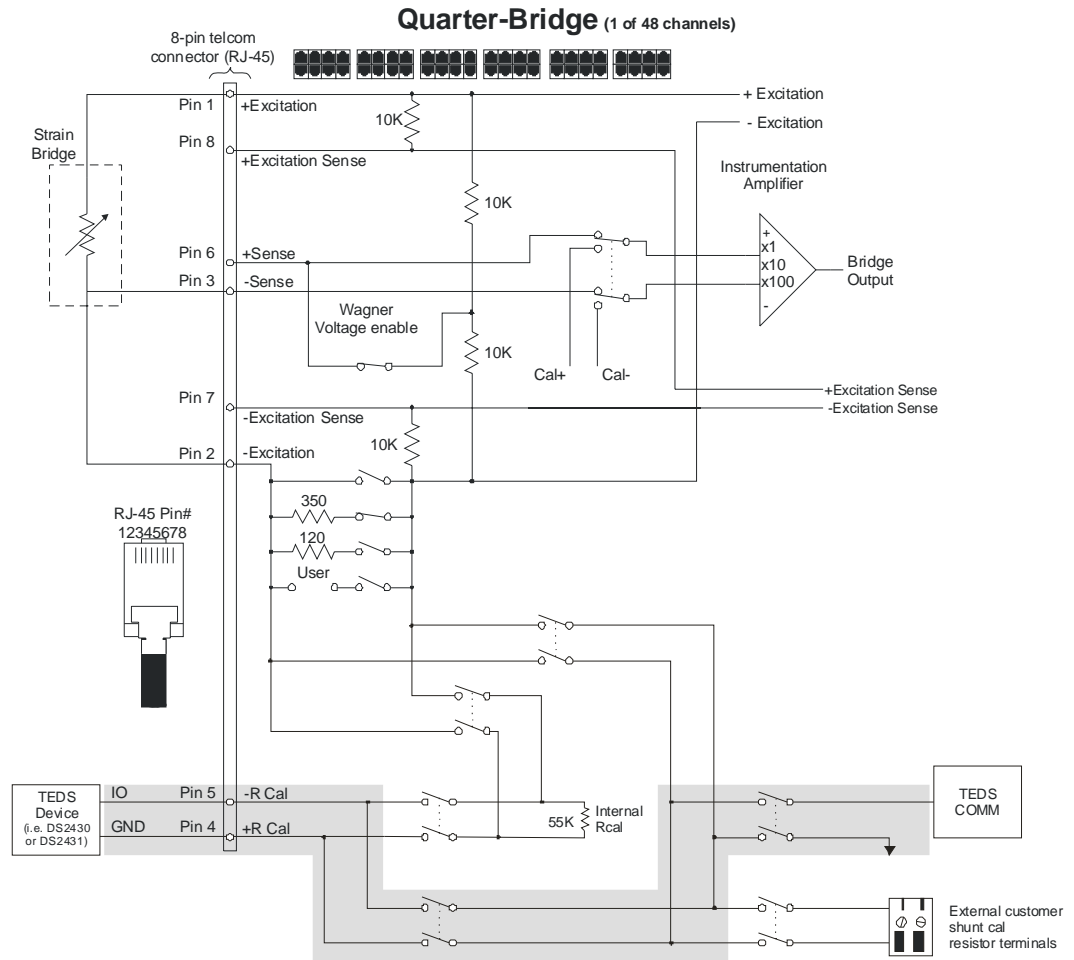 Quarter-Bridge (1 of 48 channels)
8-pin telcom
connector (RJ-45)
Pin 1
+Excitation
10K
+ Excitation
- Excitation
Strain
Bridge
Pin 8
+Excitation Sense
Instrumentation
Amplifier
10K
Pin 6
+Sense
+
x1
x10
x100
-
Bridge
Output
Pin 3
-Sense
Wagner
Voltage enable
10K
Cal+
Cal-
Pin 7
-Excitation Sense
+Excitation Sense
-Excitation Sense
10K
Pin 2
-Excitation
350
120
User
RJ-45 Pin#
12345678
TEDS
Device
(i.e. DS2430
or DS2431)
IO
Pin 5
-R Cal
GND
Pin 4
+R Cal
55K
Internal
Rcal
TEDS
COMM
External customer
shunt cal
resistor terminals